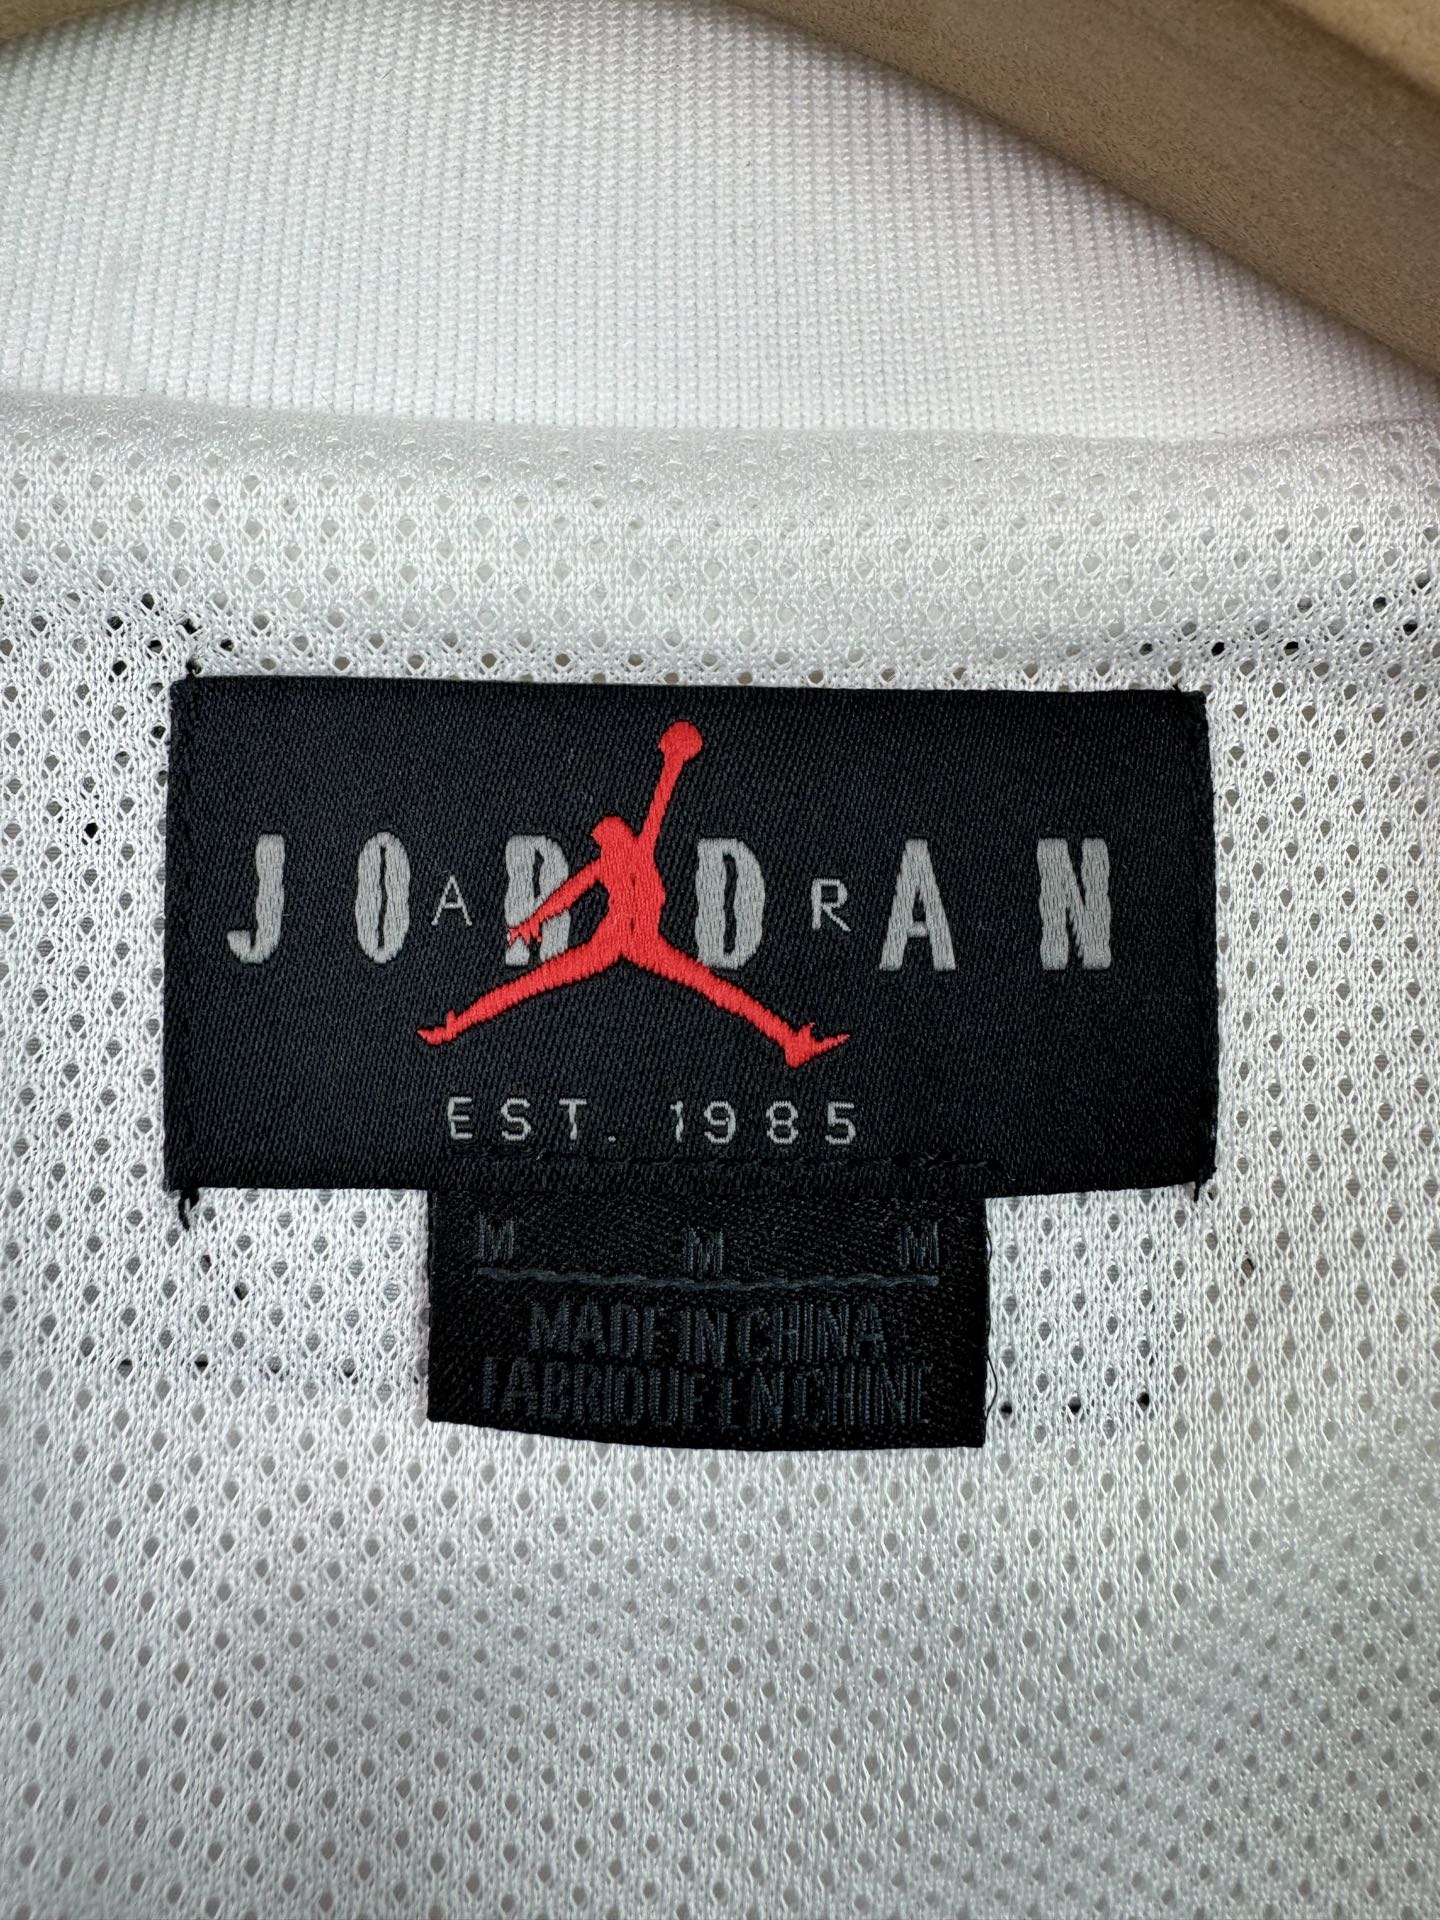 JORDAN
AIR
EST. 1985
M M M
MADE IN CHINA
FABRIQUE EN CHINE